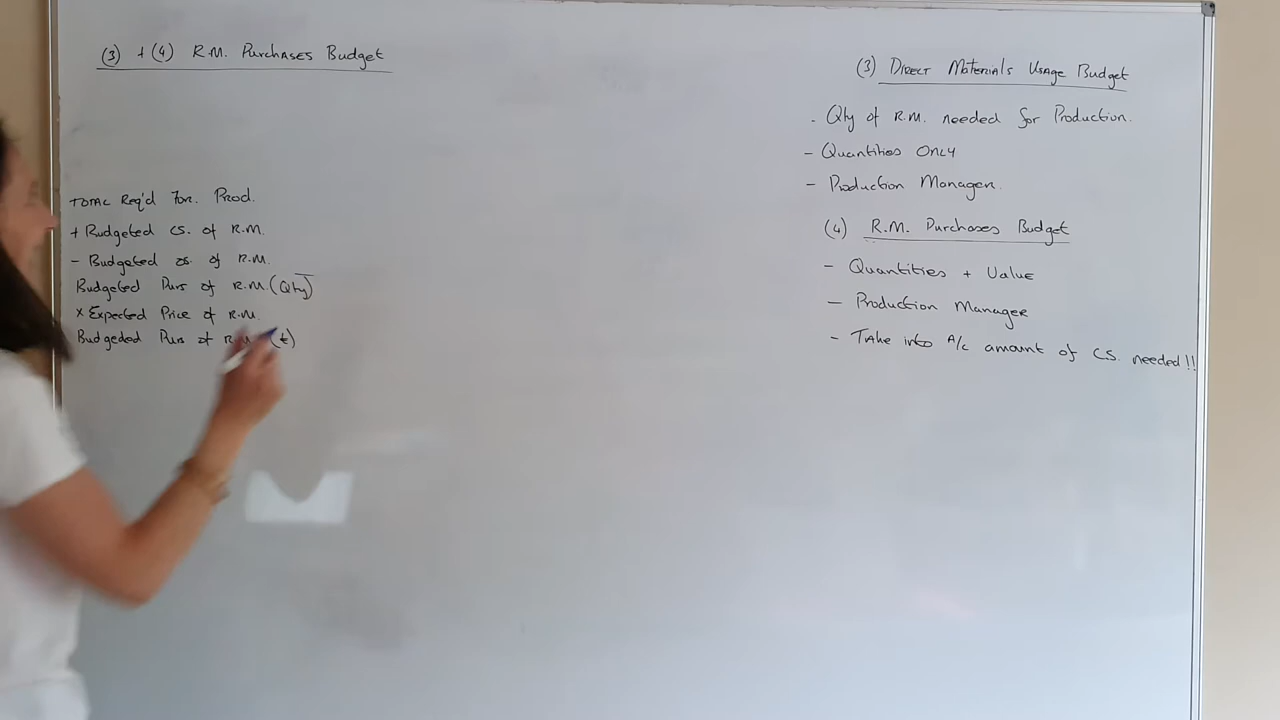 (3) + (4) R.M. Purchases Budget
TOTAL Req'd For. Prod.
+ Budgeted CS. of R.M.
- Budgeted OS. of R.M.
Budgeted Purs of R.M. (Qty)
x Expected Price of R.M.
Budgeded Purs of R.M. (€)
(3) Direct Materials Usage Budget
- Qty of R.M. needed for Production.
- Quantities Only
- Production Manager.
(4) R.M. Purchases Budget
- Quantities + Value
- Production Manager
- Take into A/c amount of CS. needed!!